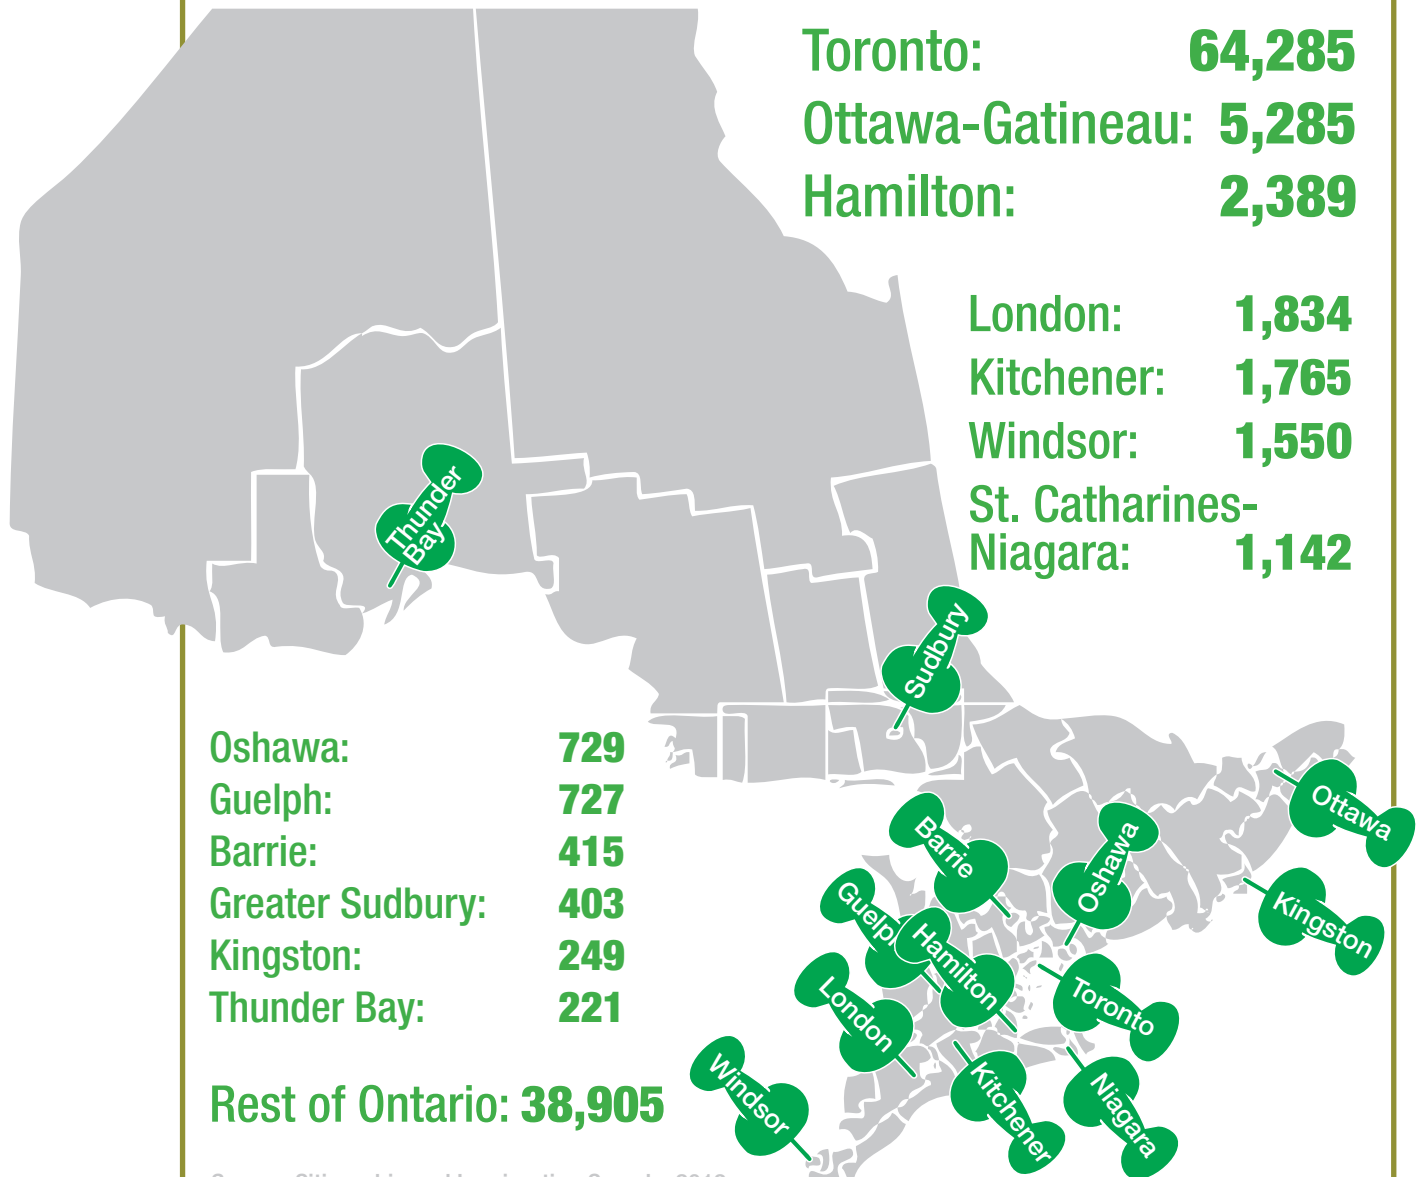 Toronto: 64,285
Ottawa-Gatineau: 5,285
Hamilton: 2,389
London: 1,834
Kitchener: 1,765
Windsor: 1,550
St. Catharines-
Niagara: 1,142
Thunder
Bay
Sudbury
Oshawa: 729
Guelph: 727
Barrie: 415
Greater Sudbury: 403
Kingston: 249
Thunder Bay: 221
Rest of Ontario: 38,905
Ottawa
Barrie
Oshawa
Guelph
Kingston
Hamilton
London
Toronto
Windsor
Kitchener
Niagara